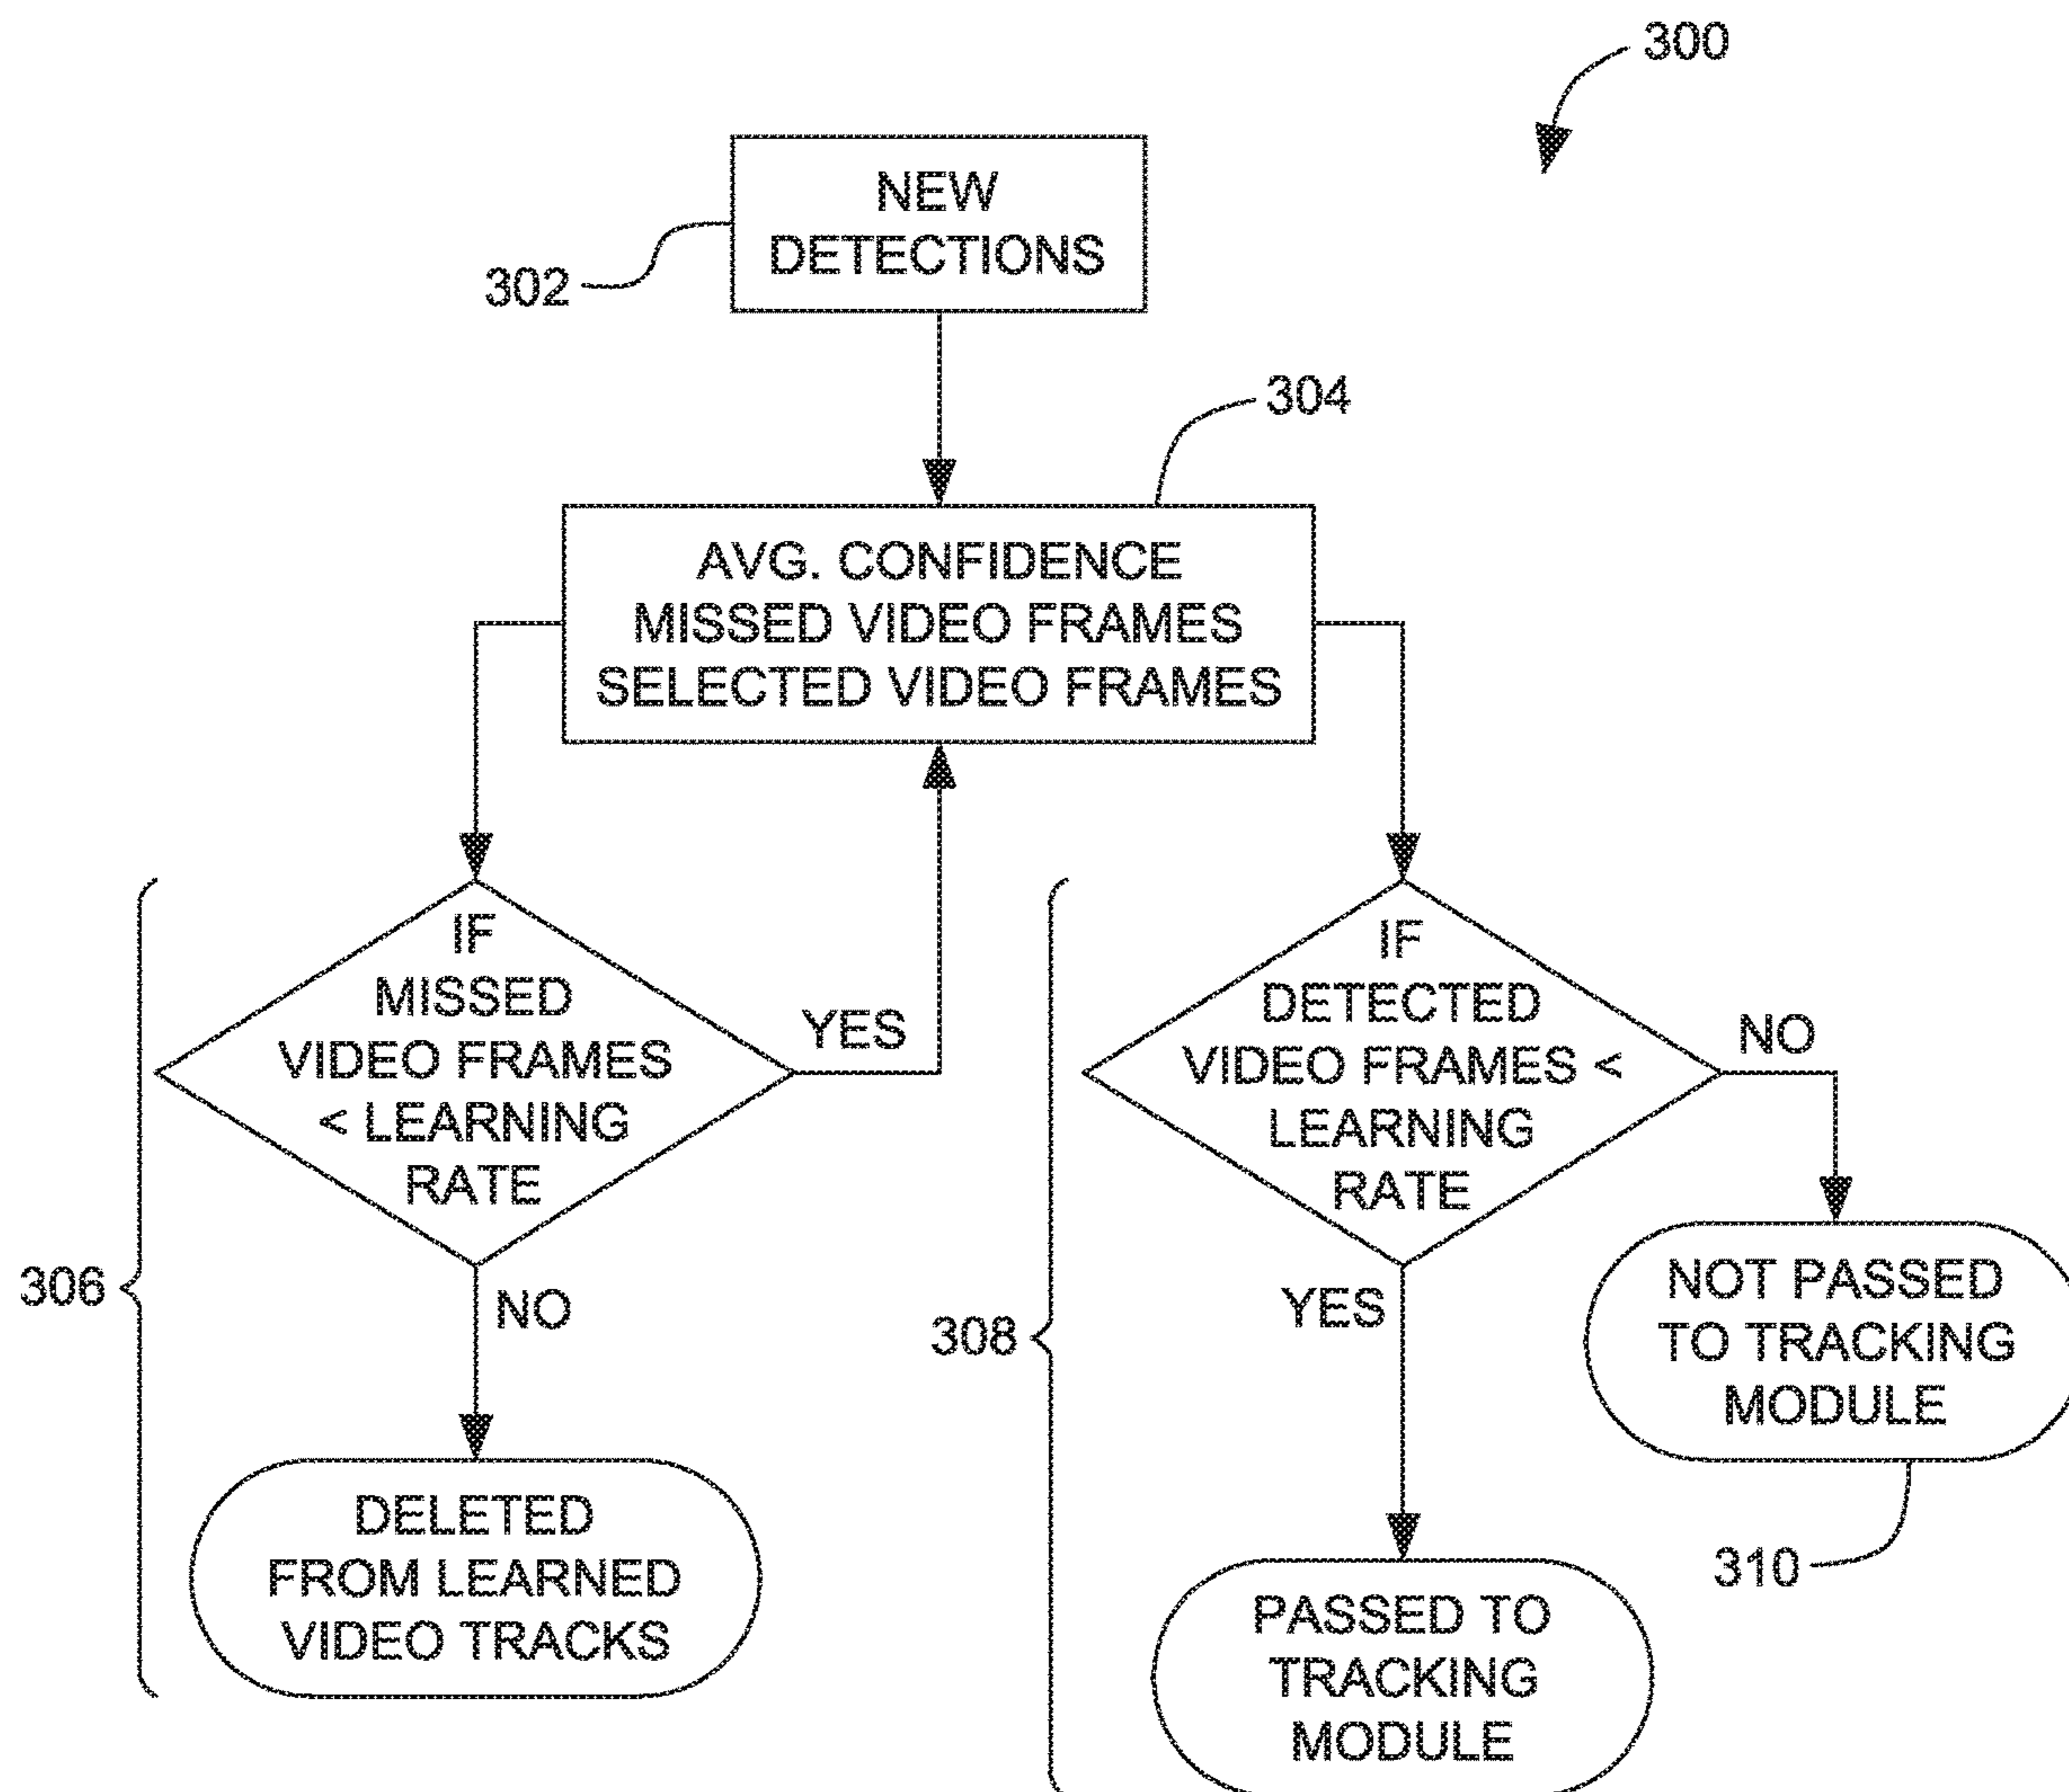 300
NEW
DETECTIONS
302
304
AVG. CONFIDENCE
MISSED VIDEO FRAMES
SELECTED VIDEO FRAMES
IF
MISSED
VIDEO FRAMES
< LEARNING
RATE
YES
NO
306
DELETED
FROM LEARNED
VIDEO TRACKS
IF
DETECTED
VIDEO FRAMES <
LEARNING
RATE
NO
YES
308
NOT PASSED
TO TRACKING
MODULE
310
PASSED TO
TRACKING
MODULE